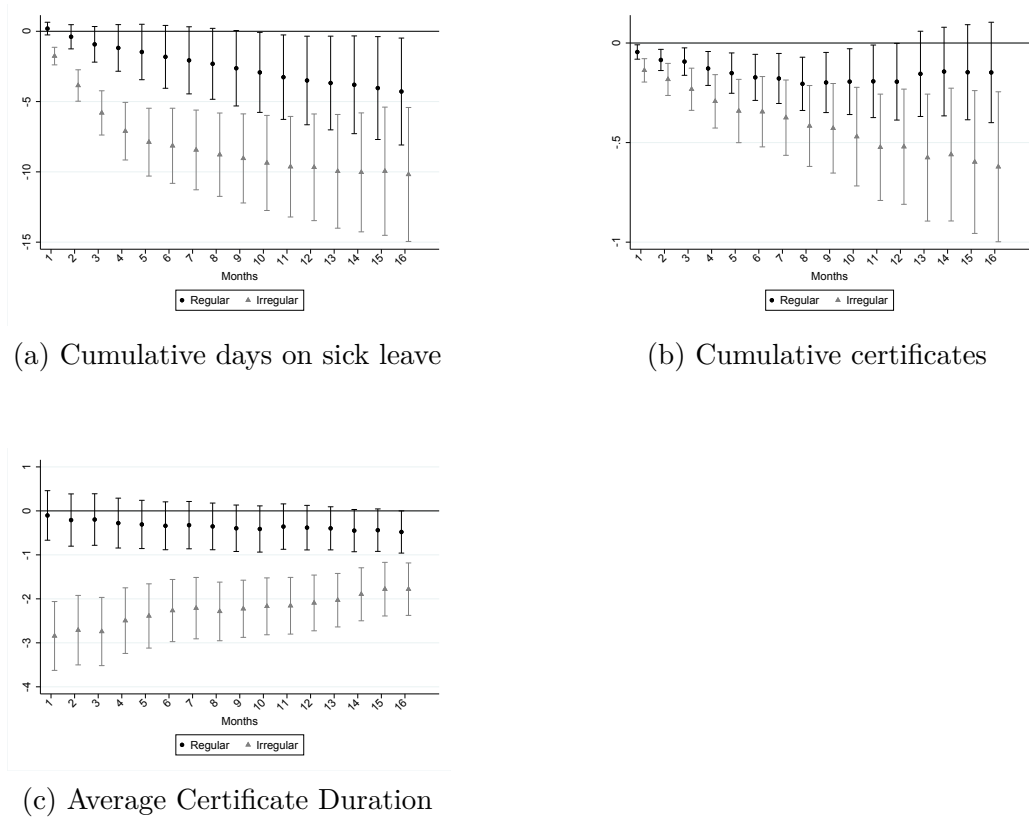 0
-5
-10
-15
1 2 3 4 5 6 7 8 9 10 11 12 13 14 15 16
Months
Regular Irregular
(a) Cumulative days on sick leave
0
-.5
-1
1 2 3 4 5 6 7 8 9 10 11 12 13 14 15 16
Months
Regular Irregular
(b) Cumulative certificates
1
0
-1
-2
-3
-4
1 2 3 4 5 6 7 8 9 10 11 12 13 14 15 16
Months
Regular Irregular
(c) Average Certificate Duration